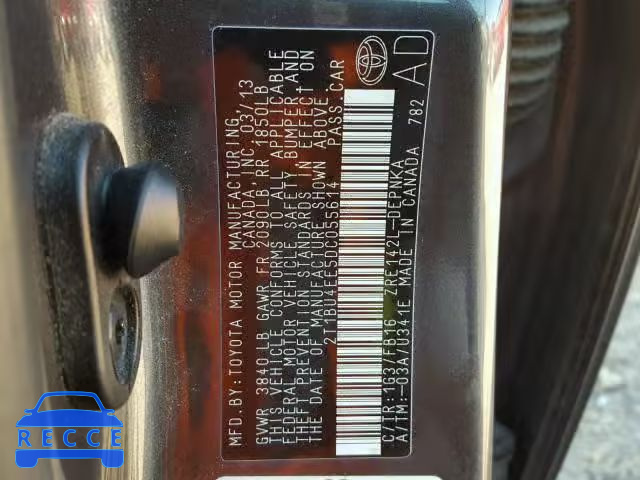 MFD. BY: TOYOTA MOTOR MANUFACTURING,
CANADA, INC. 03/13
GVWR 3840LB GAWR FR 2090LB RR 1850LB
THIS VEHICLE CONFORMS TO ALL APPLICABLE
FEDERAL MOTOR VEHICLE SAFETY, BUMPER AND
THEFT PREVENTION STANDARDS IN EFFECT ON
THE DATE OF MANUFACTURE SHOWN ABOVE.
2T1BU4EE5DC055614 PASS. CAR
C/TR: 1G3/FB16 ZRE142L-DEPNKA
A/TM: -03A/U341E MADE IN CANADA 782
AD
RECCE